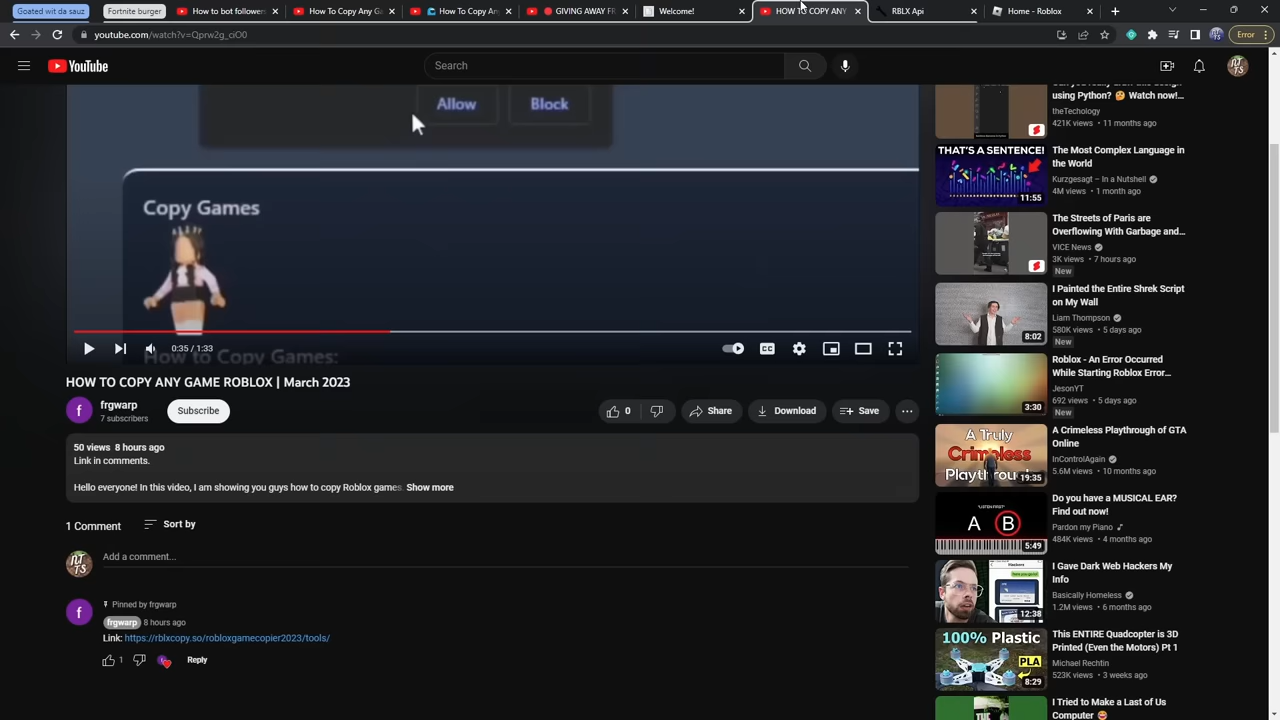 Goated wit da sauz
Fortnite burger
How to bot follower
How To Copy Any G
How to Copy
GIVING AWAY FR
Welcome!
HOW TO
RBLX Api
Home - Roblox
youtube.com/watch?v=Qprw2g_ciO0
Error
YouTube
Search
Allow
Block
Copy Games
How to Copy Games:
0:35 / 1:33
CC
HOW TO COPY ANY GAME ROBLOX | March 2023
f
frgwarp
7 subscribers
Subscribe
0
Share
Download
Save
50 views 8 hours ago
Link in comments.
Hello everyone! In this video, I am showing you guys how to Roblox games. Show more
1 Comment
Sort by
Add a comment...
Pinned by frgwarp
f
frgwarp 8 hours ago
Link: https://rblxcopy.so/robloxgamecopier2023/tools/
1
Reply
using Python? 🤔 Watch now!...
theTechology
421K views • 11 months ago
THAT'S A SENTENCE!
11:55
The Most Complex Language in
the World
Kurzgesagt – In a Nutshell
4M views • 1 month ago
The Streets of Paris are
Overflowing With Garbage and...
VICE News
3K views • 7 hours ago
New
I Painted the Entire Shrek Script
on My Wall
Liam Thompson
580K views • 5 days ago
New
8:02
Roblox - An Error Occurred
While Starting Roblox Error...
JesonYT
692 views • 5 days ago
New
3:30
A Truly
Crimeless
Playthrough
19:35
A Crimeless Playthrough of GTA
Online
InControlAgain
5.6M views • 10 months ago
A B
5:49
Do you have a MUSICAL EAR?
Find out now!
Pardon my Piano
484K views • 4 months ago
12:38
I Gave Dark Web Hackers My
Info
Basically Homeless
1.2M views • 6 months ago
100% Plastic
PLA
8:29
This ENTIRE Quadcopter is 3D
Printed (Even the Motors) Pt 1
Michael Rechtin
523K views • 3 weeks ago
I Tried to Make a Last of Us
Computer